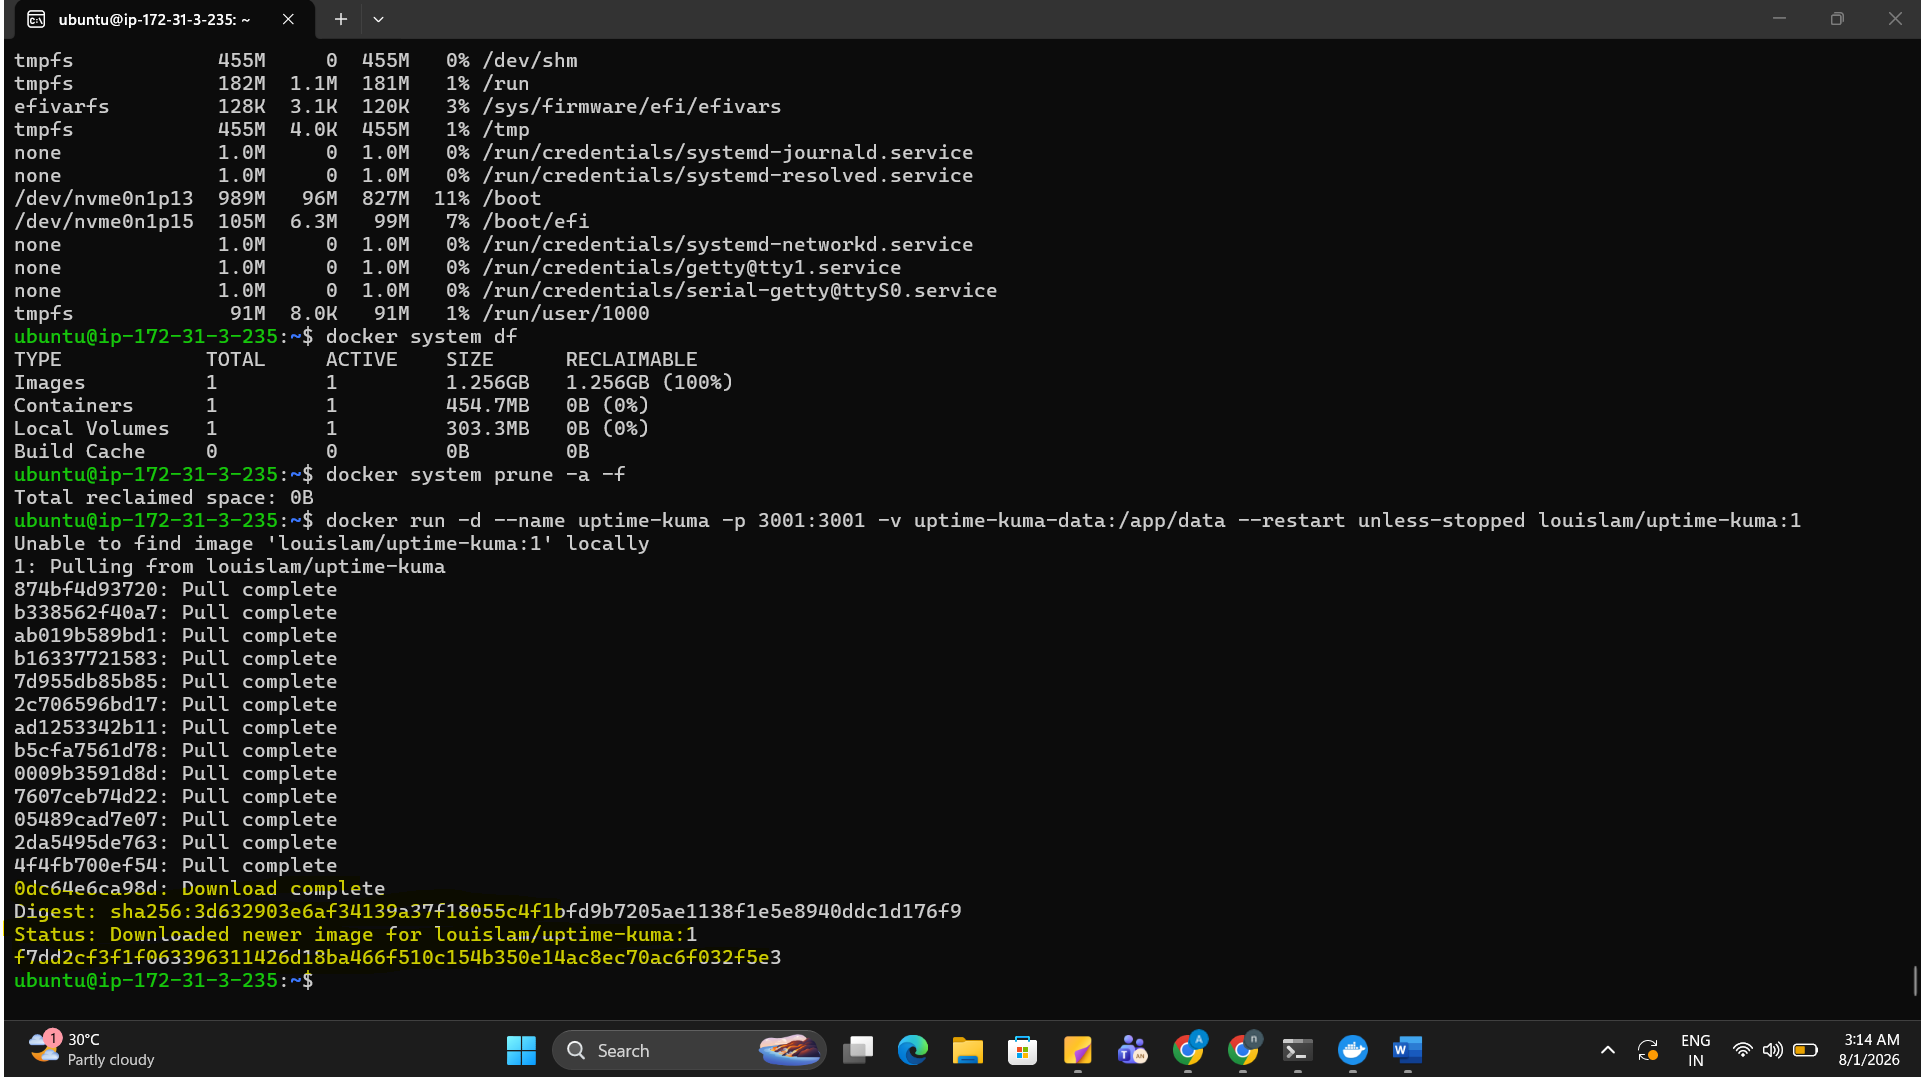 ubuntu@ip-172-31-3-235: ~
tmpfs 455M 0 455M 0% /dev/shm
tmpfs 182M 1.1M 181M 1% /run
efivarfs 128K 3.1K 120K 3% /sys/firmware/efi/efivars
tmpfs 455M 4.0K 455M 1% /tmp
none 1.0M 0 1.0M 0% /run/credentials/systemd-journald.service
none 1.0M 0 1.0M 0% /run/credentials/systemd-resolved.service
/dev/nvme0n1p13 989M 96M 827M 11% /boot
/dev/nvme0n1p15 105M 6.3M 99M 7% /boot/efi
none 1.0M 0 1.0M 0% /run/credentials/systemd-networkd.service
none 1.0M 0 1.0M 0% /run/credentials/getty@tty1.service
none 1.0M 0 1.0M 0% /run/credentials/serial-getty@ttyS0.service
tmpfs 91M 8.0K 91M 1% /run/user/1000
ubuntu@ip-172-31-3-235:~$ docker system df
TYPE TOTAL ACTIVE SIZE RECLAIMABLE
Images 1 1 1.256GB 1.256GB (100%)
Containers 1 1 454.7MB 0B (0%)
Local Volumes 1 1 303.3MB 0B (0%)
Build Cache 0 0 0B 0B
ubuntu@ip-172-31-3-235:~$ docker system prune -a -f
Total reclaimed space: 0B
ubuntu@ip-172-31-3-235:~$ docker run -d --name uptime-kuma -p 3001:3001 -v uptime-kuma-data:/app/data --restart unless-stopped louislam/uptime-kuma:1
Unable to find image 'louislam/uptime-kuma:1' locally
1: Pulling from louislam/uptime-kuma
874bf4d93720: Pull complete
b338562f40a7: Pull complete
ab019b589bd1: Pull complete
b16337721583: Pull complete
7d955db85b85: Pull complete
2c706596bd17: Pull complete
ad1253342b11: Pull complete
b5cfa7561d78: Pull complete
0009b3591d8d: Pull complete
7607ceb74d22: Pull complete
05489cad7e07: Pull complete
2da5495de763: Pull complete
4f4fb700ef54: Pull complete
0dc64e6ca98d: Download complete
Digest: sha256:3d632903e6af34139a37f18055c4f1bfd9b7205ae1138f1e5e8940ddc1d176f9
Status: Downloaded newer image for louislam/uptime-kuma:1
f7dd2cf3f1f063396311426d18ba466f510c154b350e14ac8ec70ac6f032f5e3
ubuntu@ip-172-31-3-235:~$
1 30°C
Partly cloudy
Search
A
n
ENG
IN
3:14 AM
8/1/2026